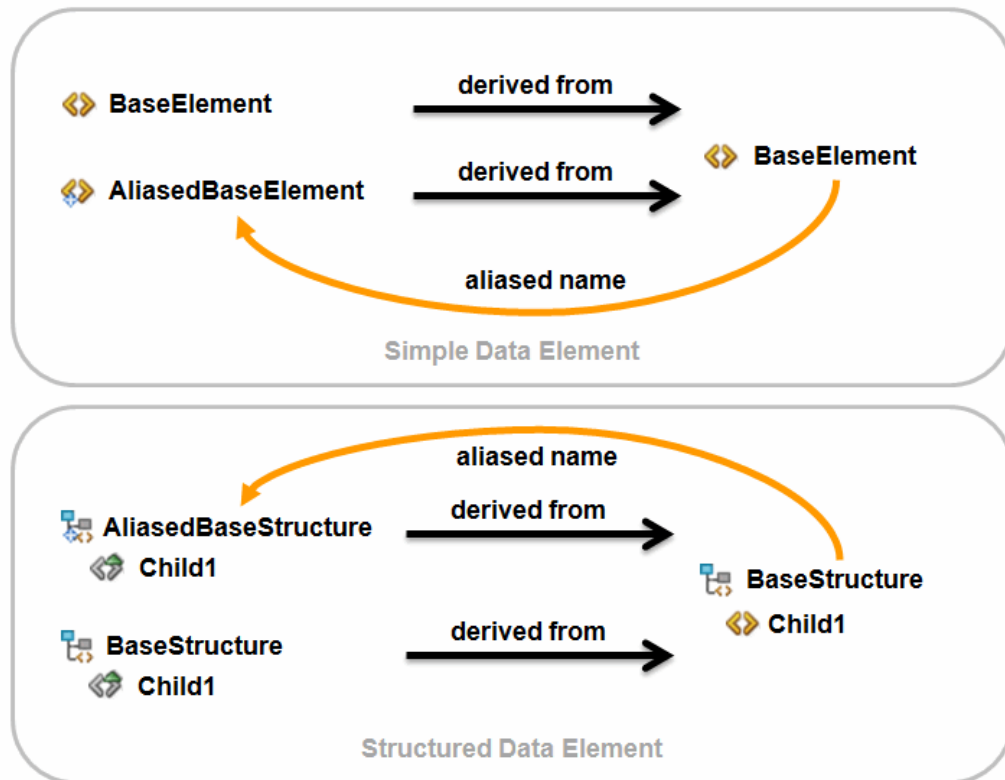 derived from
BaseElement
derived from
BaseElement
AliasedBaseElement
aliased name
Simple Data Element
aliased name
derived from
AliasedBaseStructure
Child1
BaseStructure
Child1
derived from
BaseStructure
Child1
Structured Data Element